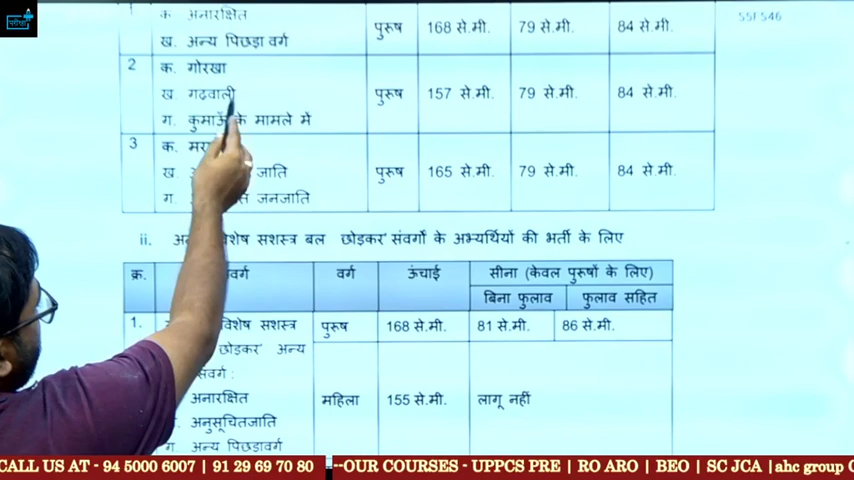 परीक्षा
1 क. अनारक्षित
ख. अन्य पिछड़ा वर्ग पुरूष 168 से.मी. 79 से.मी. 84 से.मी.
2 क. गोरखा
ख. गढ़वाली पुरूष 157 से.मी. 79 से.मी. 84 से.मी.
ग. कुमाऊँ के मामले में
3 क.
ख. जाति पुरूष 165 से.मी. 79 से.मी. 84 से.मी.
ग. जनजाति
ii. विशेष सशस्त्र बल छोड़कर' संवर्गों के अभ्यर्थियों की भर्ती के लिए
क्र. वर्ग ऊंचाई सीना (केवल पुरूषों के लिए)
बिना फुलाव फुलाव सहित
1. विशेष सशस्त्र पुरूष 168 से.मी. 81 से.मी. 86 से.मी.
छोड़कर' अन्य
अनारक्षित महिला 155 से.मी. लागू नहीं
अनुसूचितजाति
ग. अन्य पिछड़ावर्ग
CALL US AT - 94 5000 6007 | 91 29 69 70 80 --OUR COURSES - UPPCS PRE | RO ARO | BEO | SC JCA |ahc group C